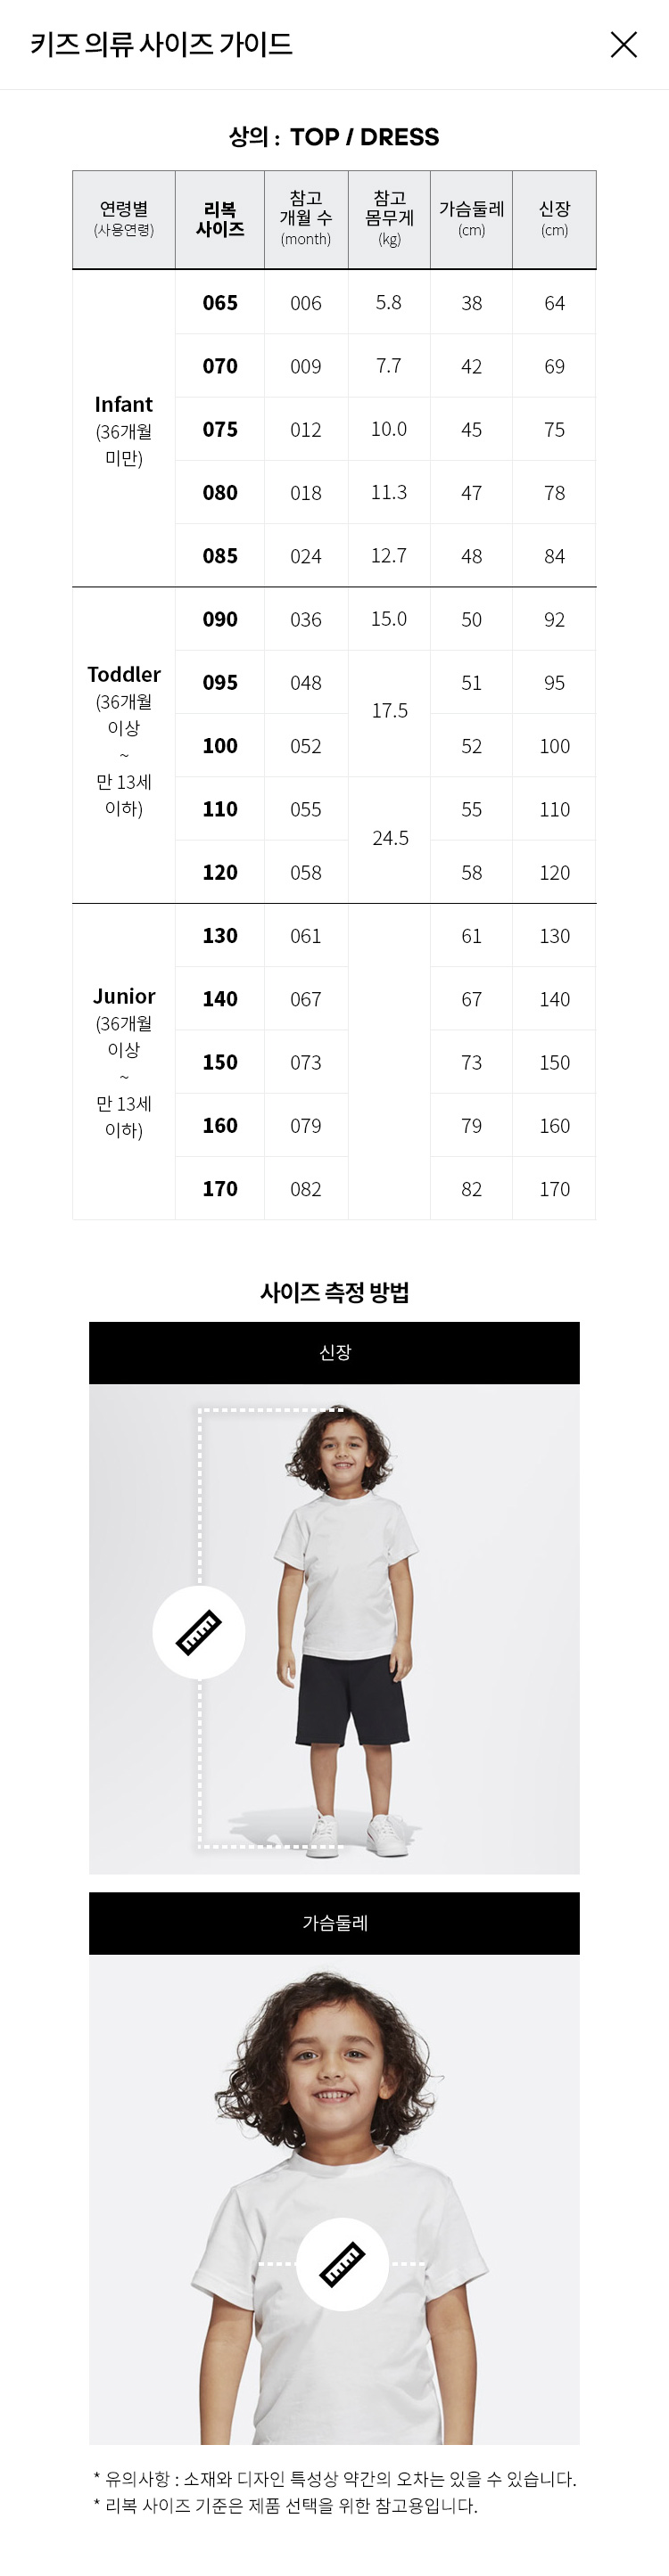 키즈 의류 사이즈 가이드
상의 : TOP / DRESS
연령별
(사용연령)
리복
사이즈
참고
개월 수
(month)
참고
몸무게
(kg)
가슴둘레
(cm)
신장
(cm)
Infant
(36개월
미만)
065 006 5.8 38 64
070 009 7.7 42 69
075 012 10.0 45 75
080 018 11.3 47 78
085 024 12.7 48 84
Toddler
(36개월
이상
~
만 13세
이하)
090 036 15.0 50 92
095 048 17.5 51 95
100 052 52 100
110 055 24.5 55 110
120 058 58 120
Junior
(36개월
이상
~
만 13세
이하)
130 061 61 130
140 067 67 140
150 073 73 150
160 079 79 160
170 082 82 170
사이즈 측정 방법
신장
가슴둘레
* 유의사항 : 소재와 디자인 특성상 약간의 오차는 있을 수 있습니다.
* 리복 사이즈 기준은 제품 선택을 위한 참고용입니다.